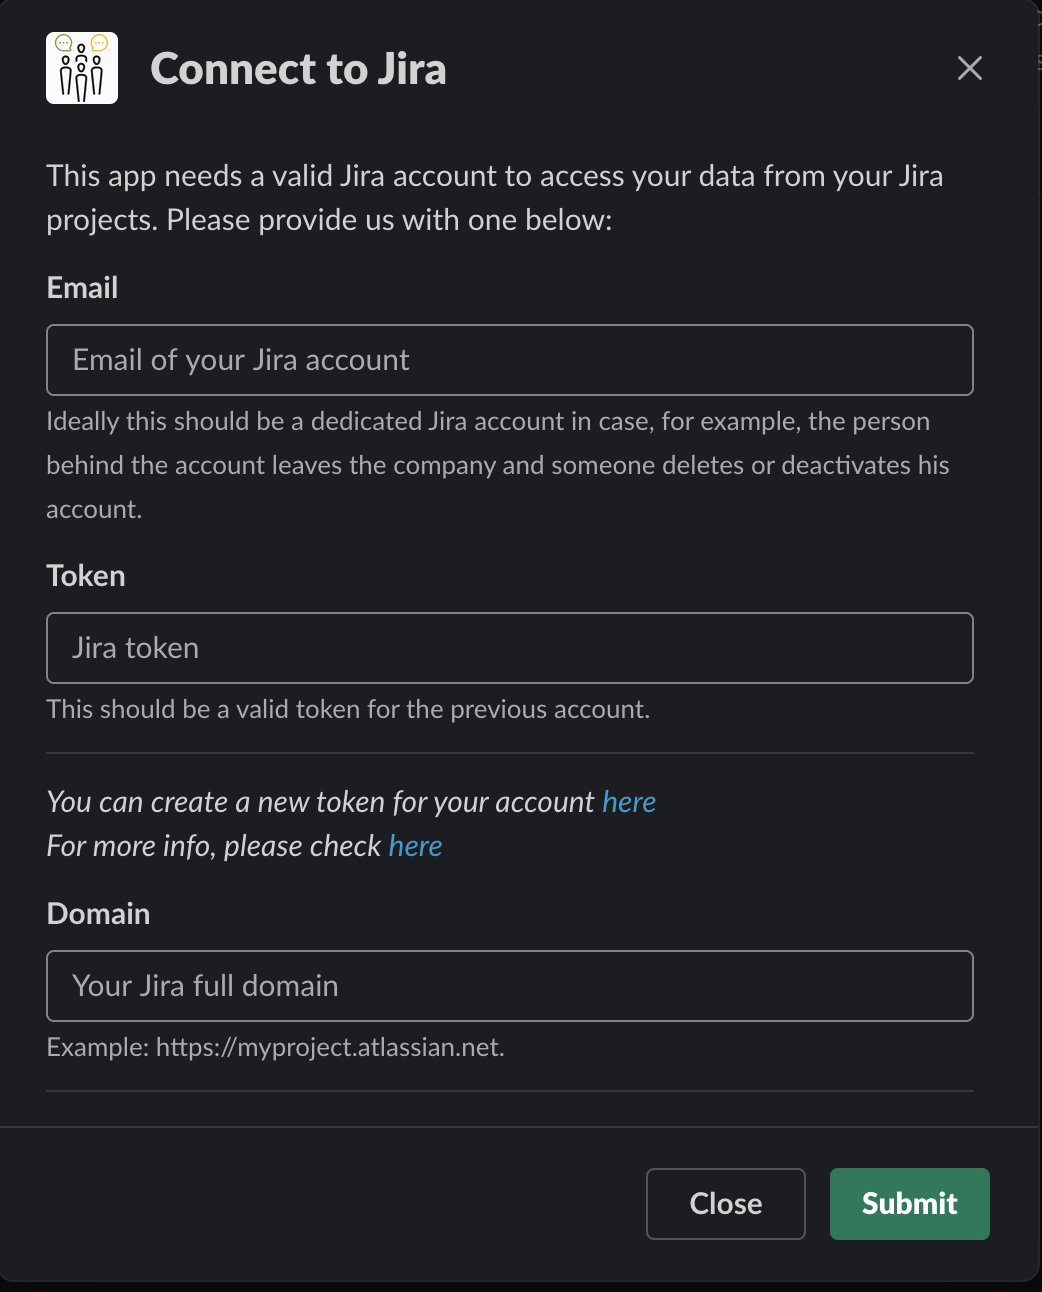 Connect to Jira
This app needs a valid Jira account to access your data from your Jira
projects. Please provide us with one below:
Email
Email of your Jira account
Ideally this should be a dedicated Jira account in case, for example, the person
behind the account leaves the company and someone deletes or deactivates his
account.
Token
Jira token
This should be a valid token for the previous account.
You can create a new token for your account here
For more info, please check here
Domain
Your Jira full domain
Example: https://myproject.atlassian.net.
Close
Submit